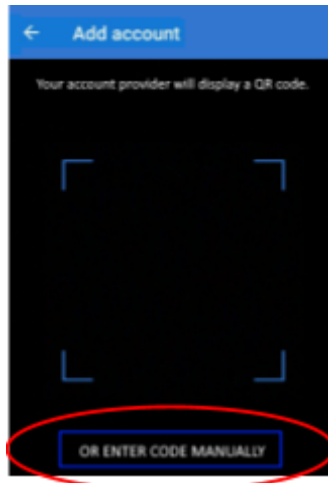 Add account
Your account provider will display a QR code.
OR ENTER CODE MANUALLY